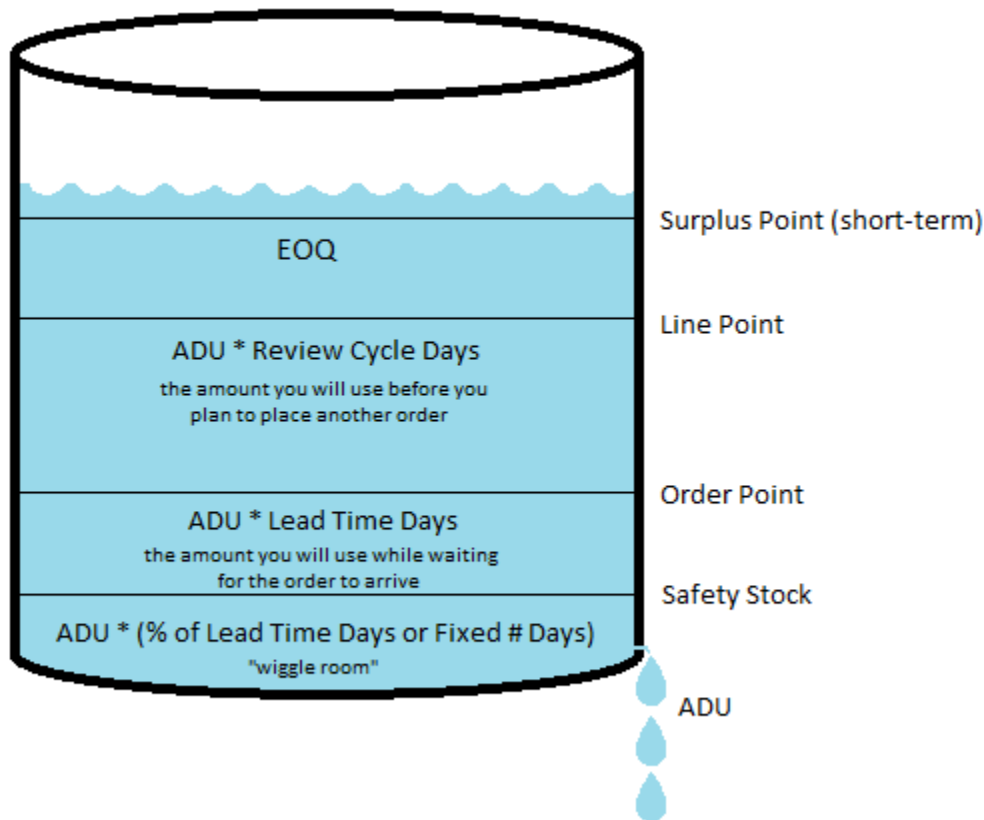 Surplus Point (short-term)
EOQ
Line Point
ADU * Review Cycle Days
the amount you will use before you
plan to place another order
Order Point
ADU * Lead Time Days
the amount you will use while waiting
for the order to arrive
Safety Stock
ADU * (% of Lead Time Days or Fixed # Days)
"wiggle room"
ADU